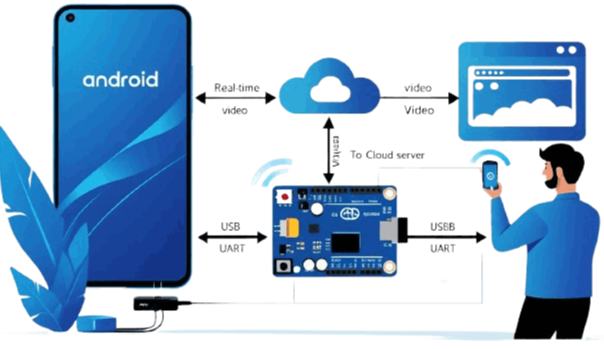 android
Real-time
video
video
Video
To Cloud server
USB
UART
USBB
UART